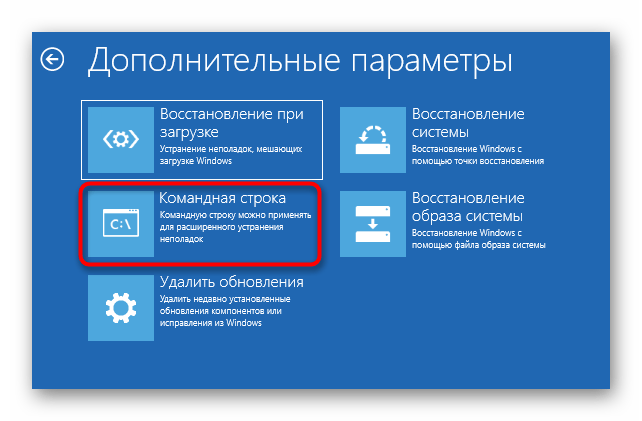 Дополнительные параметры
Восстановление при
загрузке
Устранение неполадок, мешающих
загрузке Windows
Командная строка
Командную строку можно применять
для расширенного устранения
неполадок
C:\
Удалить обновления
Удалить недавно установленные
обновления компонентов или
исправления из Windows
Восстановление
системы
Восстановление Windows с
помощью точки восстановления
Восстановление
образа системы
Восстановление Windows с
помощью файла образа системы